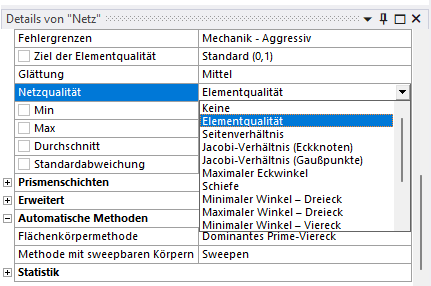 Details von "Netz"
Fehlergrenzen Mechanik - Aggressiv
Ziel der Elementqualität Standard (0,1)
Glättung Mittel
Netzqualität Elementqualität
Min Keine
Elementqualität
Max Seitenverhältnis
Jacobi-Verhältnis (Eckknoten)
Durchschnitt Jacobi-Verhältnis (Gaußpunkte)
Standardabweichung Maximaler Eckwinkel
Prismenschichten Schiefe
Erweitert Minimaler Winkel – Dreieck
Automatische Methoden Maximaler Winkel – Dreieck
Minimaler Winkel – Viereck
Flächenkörpermethode Dominantes Prime-Viereck
Methode mit sweepbaren Körpern Sweepen
Statistik